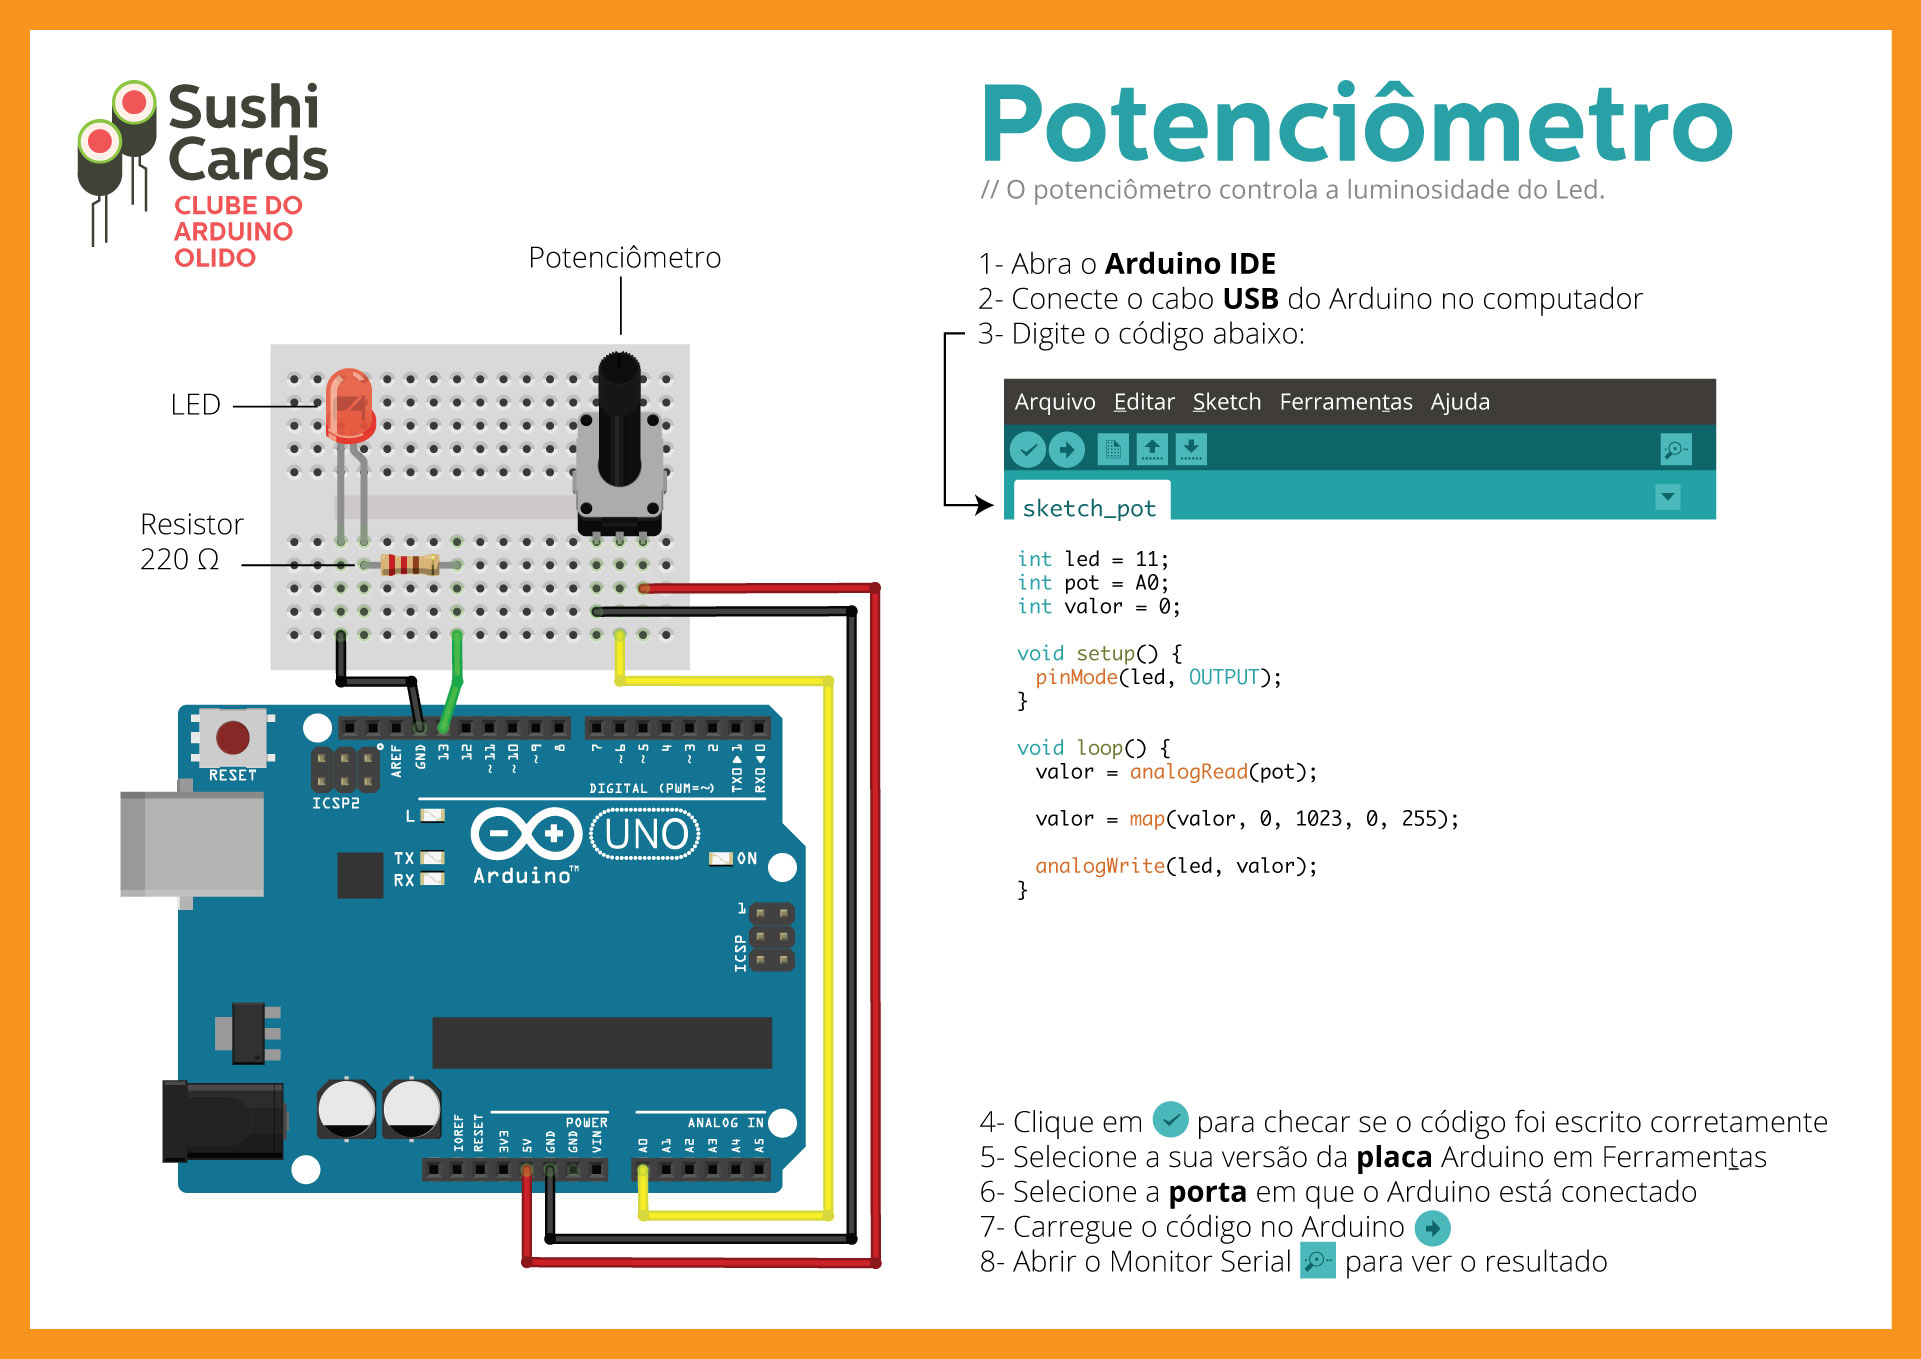 Sushi
Cards
CLUBE DO
ARDUINO
OLIDO
Potenciômetro
LED
Resistor
220 Ω
RESET
ICSP2
AREF
GND
13
12
~11
~10
~9
8
7
~6
~5
4
~3
2
TX0▶1
RX0◀0
DIGITAL (PWM=~)
L
TX
RX
Arduino™
UNO
ON
1
ICSP
IOREF
RESET
3V3
5V
GND
GND
VIN
POWER
A0
A1
A2
A3
A4
A5
ANALOG IN
Potenciômetro
// O potenciômetro controla a luminosidade do Led.
1- Abra o Arduino IDE
2- Conecte o cabo USB do Arduino no computador
3- Digite o código abaixo:
Arquivo Editar Sketch Ferramentas Ajuda
sketch_pot
int led = 11;
int pot = A0;
int valor = 0;
void setup() {
pinMode(led, OUTPUT);
}
void loop() {
valor = analogRead(pot);
valor = map(valor, 0, 1023, 0, 255);
analogWrite(led, valor);
}
4- Clique em para checar se o código foi escrito corretamente
5- Selecione a sua versão da placa Arduino em Ferramentas
6- Selecione a porta em que o Arduino está conectado
7- Carregue o código no Arduino
8- Abrir o Monitor Serial para ver o resultado